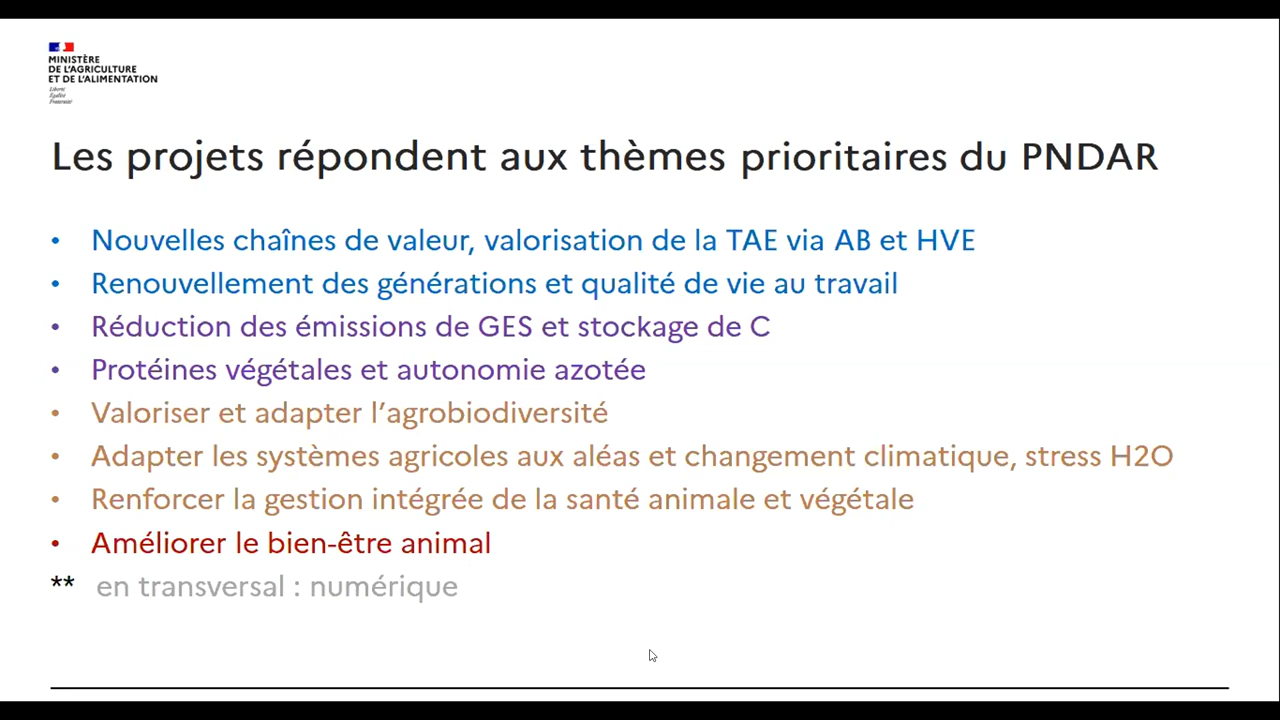 MINISTÈRE
DE L'AGRICULTURE
ET DE L'ALIMENTATION
Liberté
Égalité
Fraternité
Les projets répondent aux thèmes prioritaires du PNDAR
• Nouvelles chaînes de valeur, valorisation de la TAE via AB et HVE
• Renouvellement des générations et qualité de vie au travail
• Réduction des émissions de GES et stockage de C
• Protéines végétales et autonomie azotée
• Valoriser et adapter l’agrobiodiversité
• Adapter les systèmes agricoles aux aléas et changement climatique, stress H2O
• Renforcer la gestion intégrée de la santé animale et végétale
• Améliorer le bien-être animal
** en transversal : numérique